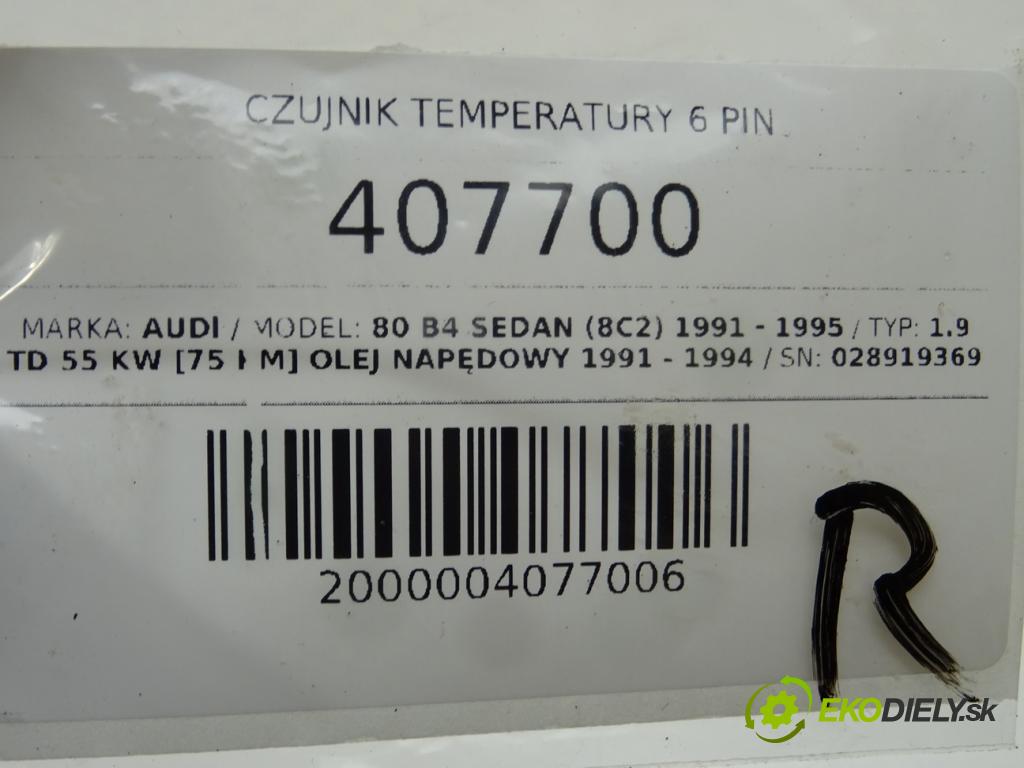 CZUJNIK TEMPERATURY 6 PIN
407700
MARKA: AUDI / MODEL: 80 B4 SEDAN (8C2) 1991 - 1995 / TYP: 1.9
TD 55 KW [75 KM] OLEJ NAPĘDOWY 1991 - 1994 / SN: 028919369
2000004077006
R
EKODIELY.sk